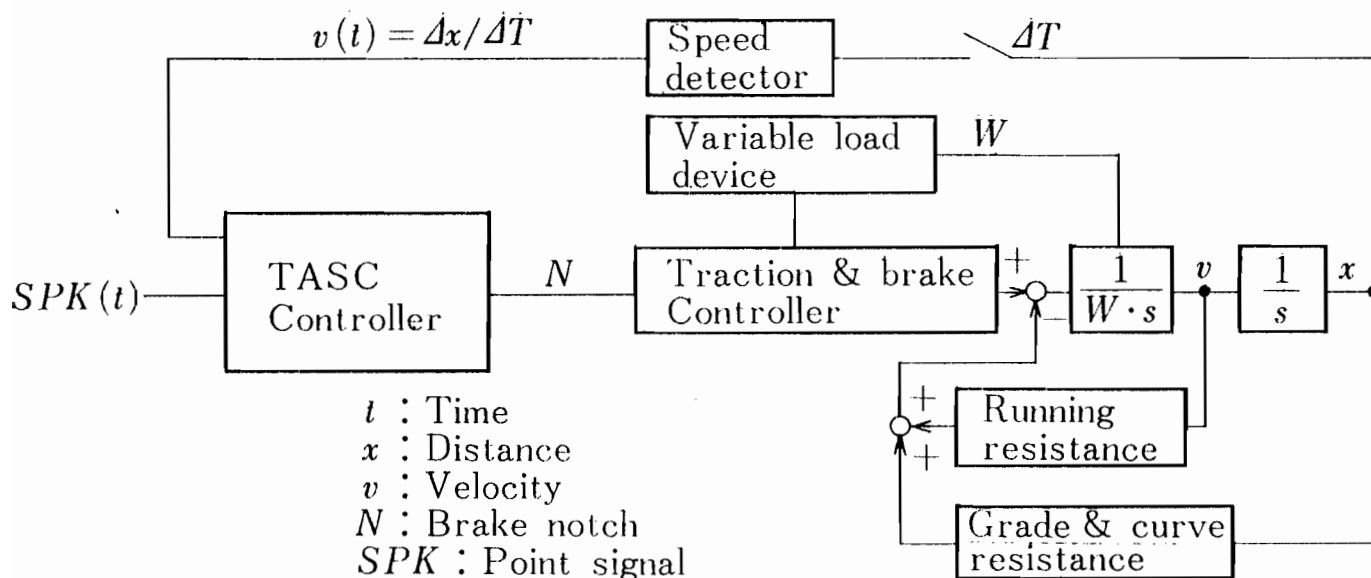 v(t) = Δx/ΔT
Speed
detector
ΔT
Variable load
device
W
SPK(t)
TASC
Controller
N
Traction & brake
Controller
+
−
1
W · s
v
1
s
x
+
+
Running
resistance
Grade & curve
resistance
t : Time
x : Distance
v : Velocity
N : Brake notch
SPK : Point signal